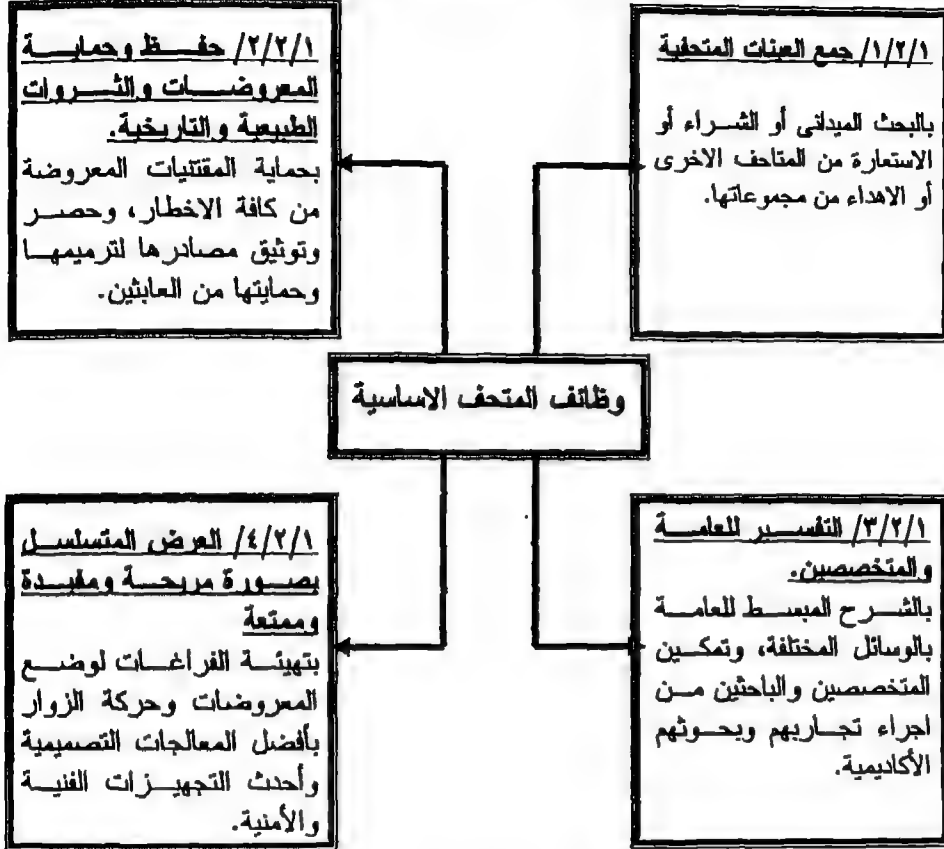 ١/٢/١/ جمع العينات المتحفية
بالبحث الميدانى أو الشراء أو
الاستعارة من المتاحف الاخرى
أو الاهداء من مجموعاتها.
٢/٢/١/ حفظ وحماية
المعروضات والثروات
الطبيعية والتاريخية.
بحماية المقتنيات المعروضة
من كافة الاخطار، وحصر
وتوثيق مصادرها لترميمها
وحمايتها من العابثين.
وظائف المتحف الاساسية
٣/٢/١/ التفسير للعامة
والمتخصصين.
بالشرح المبسط للعامة
بالوسائل المختلفة، وتمكين
المتخصصين والباحثين من
اجراء تجاربهم وبحوثهم
الأكاديمية.
٤/٢/١/ العرض المتسلسل
بصورة مريحة ومفيدة
وممتعة
بتهيئة الفراغات لوضع
المعروضات وحركة الزوار
بأفضل المعالجات التصميمية
وأحدث التجهيزات الفنية
والأمنية.